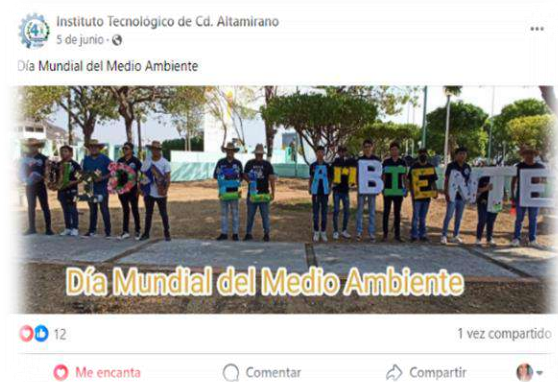 Instituto Tecnológico de Cd. Altamirano
5 de junio ·
Día Mundial del Medio Ambiente
EL AMBIENTE
Día Mundial del Medio Ambiente
12
1 vez compartido
Me encanta
Comentar
Compartir